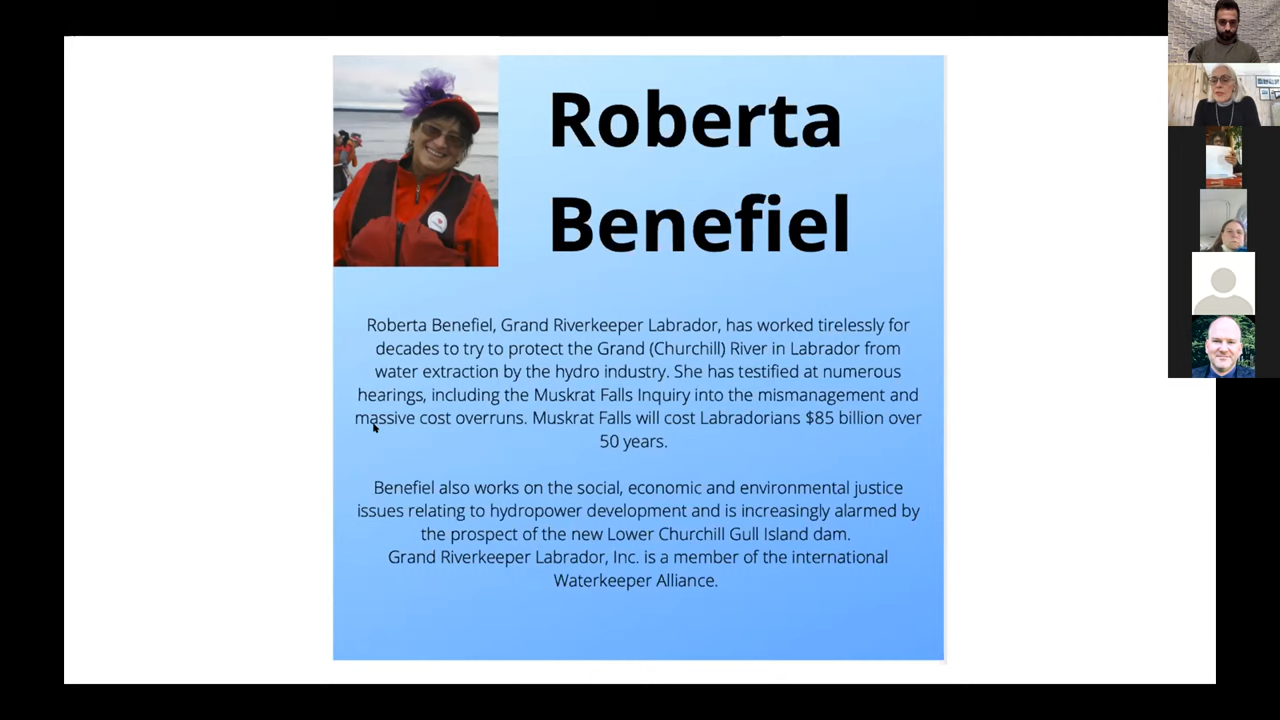 Roberta
Benefiel
Roberta Benefiel, Grand Riverkeeper Labrador, has worked tirelessly for
decades to try to protect the Grand (Churchill) River in Labrador from
water extraction by the hydro industry. She has testified at numerous
hearings, including the Muskrat Falls Inquiry into the mismanagement and
massive cost overruns. Muskrat Falls will cost Labradorians $85 billion over
50 years.
Benefiel also works on the social, economic and environmental justice
issues relating to hydropower development and is increasingly alarmed by
the prospect of the new Lower Churchill Gull Island dam.
Grand Riverkeeper Labrador, Inc. is a member of the international
Waterkeeper Alliance.